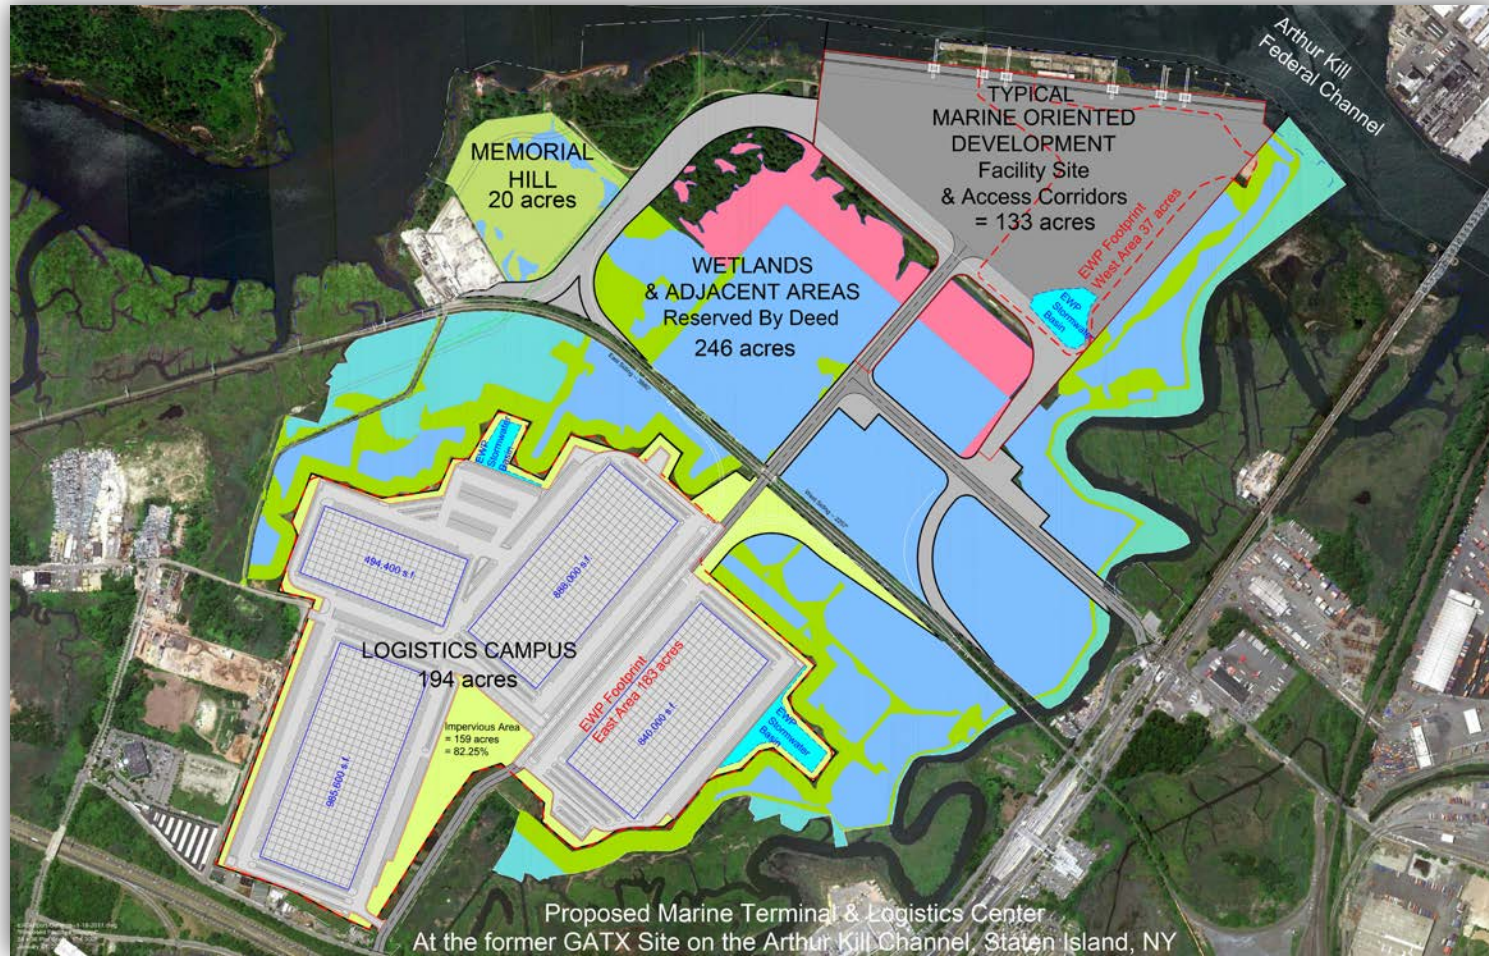 Arthur Kill
Federal Channel
TYPICAL
MARINE ORIENTED
DEVELOPMENT
Facility Site
& Access Corridors
= 133 acres
EWP Footprint
West Area 37 acres
EWP
Stormwater
Basin
MEMORIAL
HILL
20 acres
WETLANDS
& ADJACENT AREAS
Reserved By Deed
246 acres
EWP
Stormwater
Basin
494,400 s.f.
888,000 s.f.
LOGISTICS CAMPUS
194 acres
EWP Footprint
East Area 183 acres
840,000 s.f.
985,600 s.f.
Impervious Area
= 159 acres
= 82.25%
EWP
Stormwater
Basin
Proposed Marine Terminal & Logistics Center
At the former GATX Site on the Arthur Kill Channel, Staten Island, NY